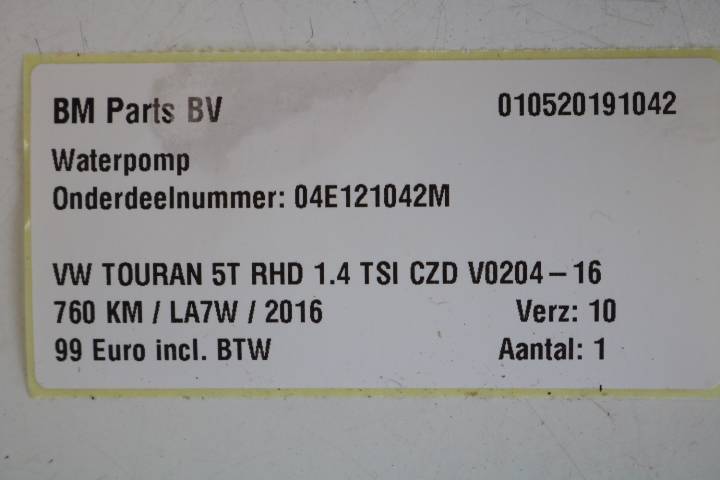 BM Parts BV 010520191042
Waterpomp
Onderdeelnummer: 04E121042M
VW TOURAN 5T RHD 1.4 TSI CZD V0204-16
760 KM / LA7W / 2016 Verz: 10
99 Euro incl. BTW Aantal: 1